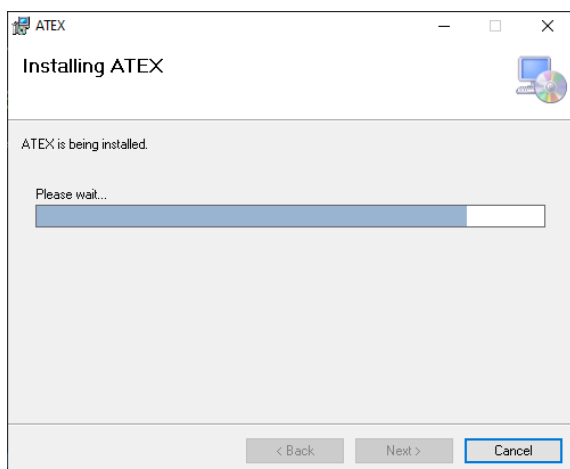 ATEX
Installing ATEX
ATEX is being installed.
Please wait...
< Back
Next >
Cancel